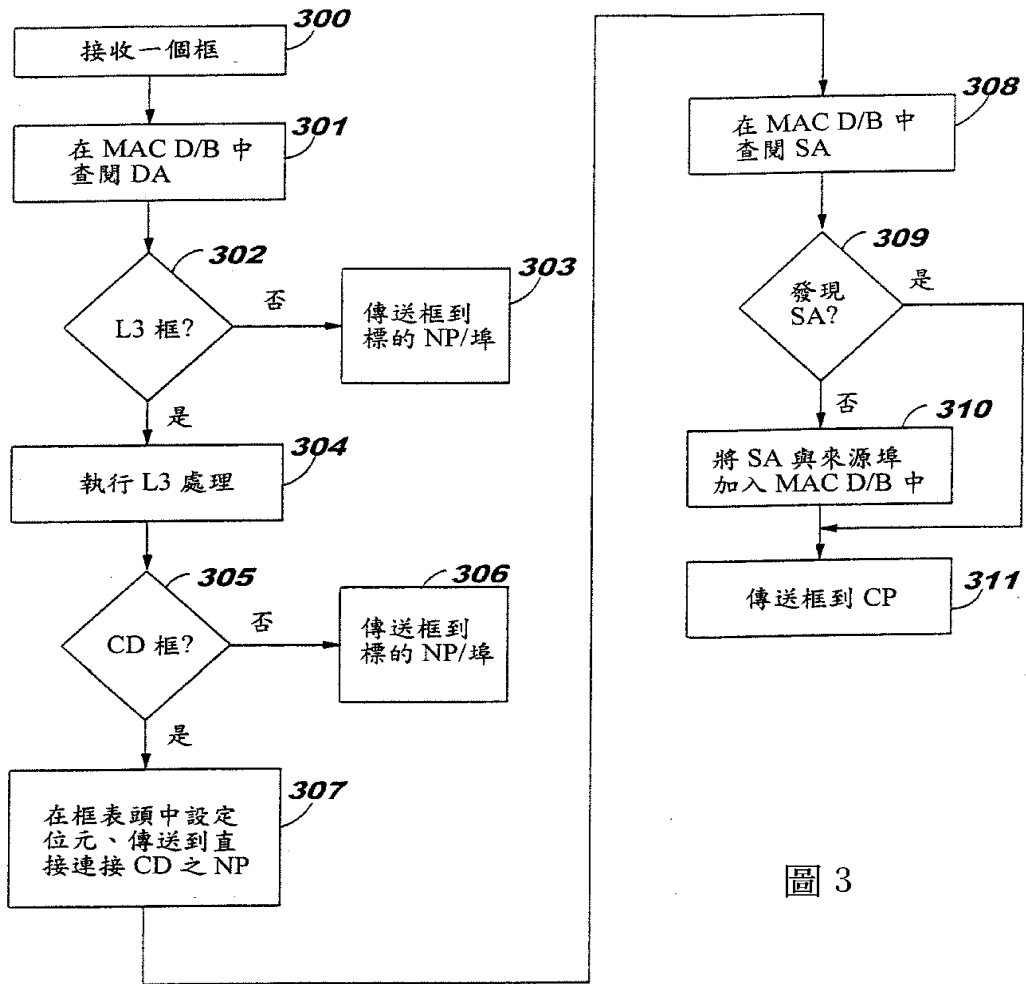 300
接收一個框
301
在 MAC D/B 中
查閱 DA
302
L3 框?
否
303
傳送框到
標的 NP/埠
是
304
執行 L3 處理
305
CD 框?
否
306
傳送框到
標的 NP/埠
是
307
在框表頭中設定
位元、傳送到直
接連接 CD 之 NP
308
在 MAC D/B 中
查閱 SA
309
發現
SA?
是
否
310
將 SA 與來源埠
加入 MAC D/B 中
311
傳送框到 CP
圖 3